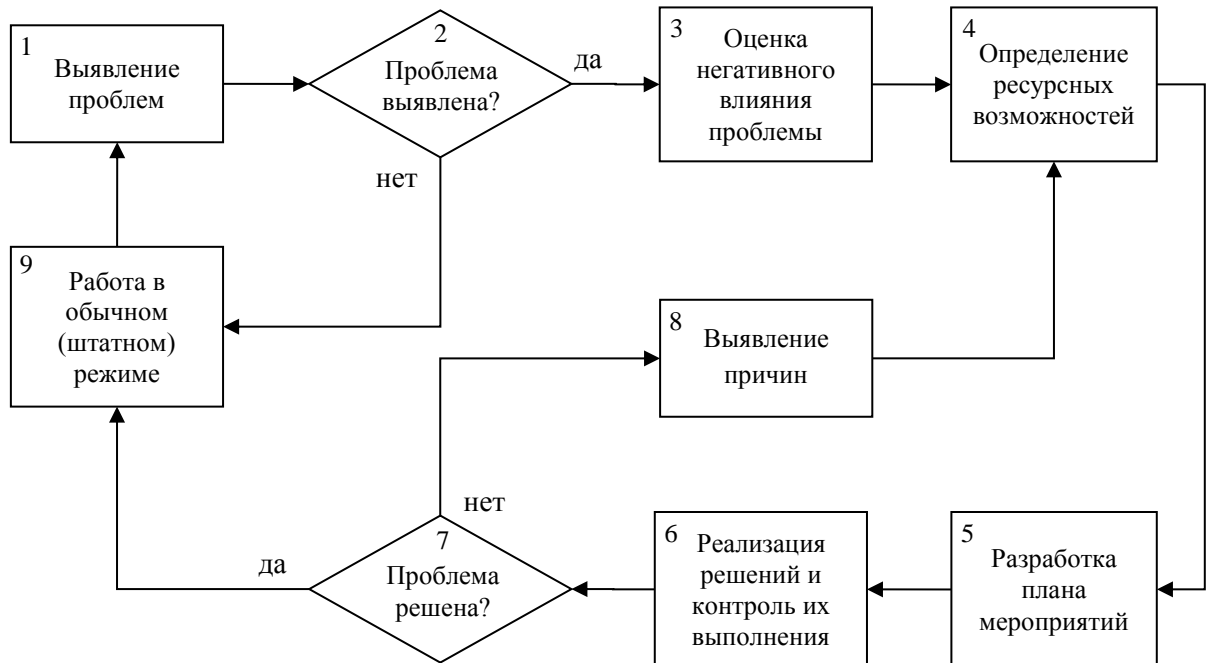 1
Выявление
проблем
2
Проблема
выявлена?
да
нет
3
Оценка
негативного
влияния
проблемы
4
Определение
ресурсных
возможностей
9
Работа в
обычном
(штатном)
режиме
8
Выявление
причин
нет
да
7
Проблема
решена?
6
Реализация
решений и
контроль их
выполнения
5
Разработка
плана
мероприятий